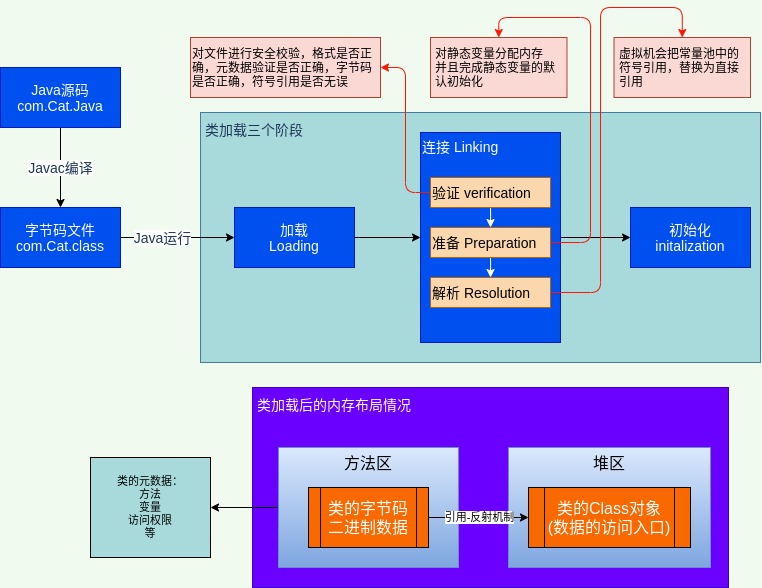 对文件进行安全校验，格式是否正
确，元数据验证是否正确，字节码
是否正确，符号引用是否无误
对静态变量分配内存
并且完成静态变量的默
认初始化
虚拟机会把常量池中的
符号引用，替换为直接
引用
Java源码
com.Cat.Java
类加载三个阶段
连接 Linking
Javac编译
验证 verification
字节码文件
com.Cat.class
Java运行
加载
Loading
准备 Preparation
初始化
initalization
解析 Resolution
类加载后的内存布局情况
方法区
堆区
类的元数据：
方法
变量
访问权限
等
类的字节码
二进制数据
引用-反射机制
类的Class对象
(数据的访问入口)